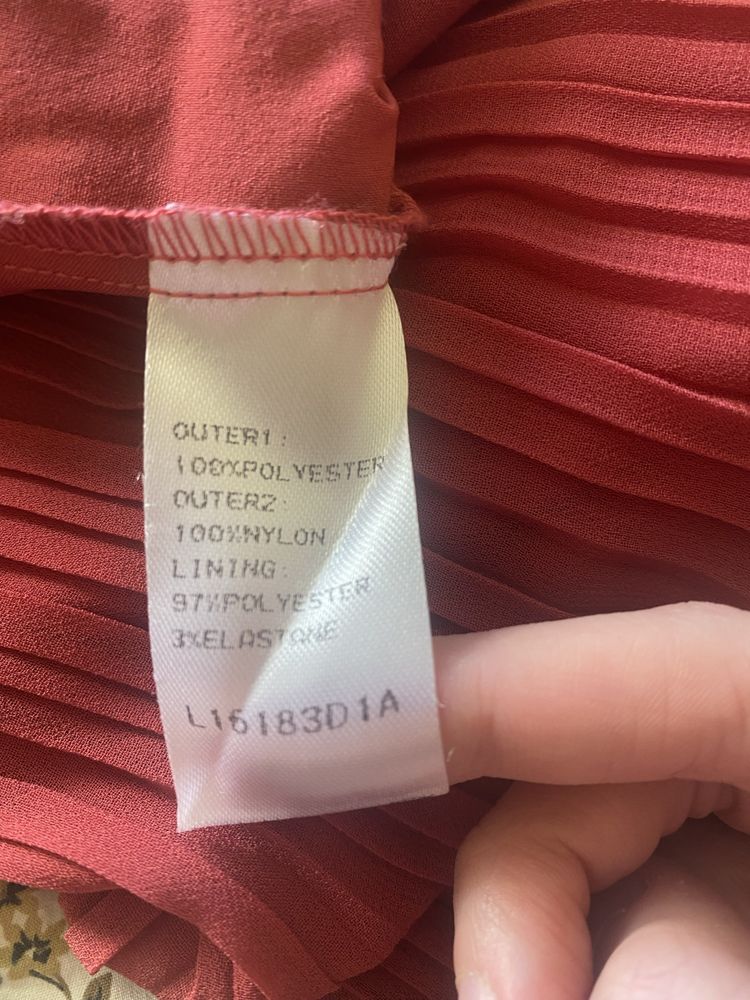 OUTER1:
100%POLYESTER
OUTER2:
100%NYLON
LINING:
97%POLYESTER
3%ELASTANE
L16183D1A